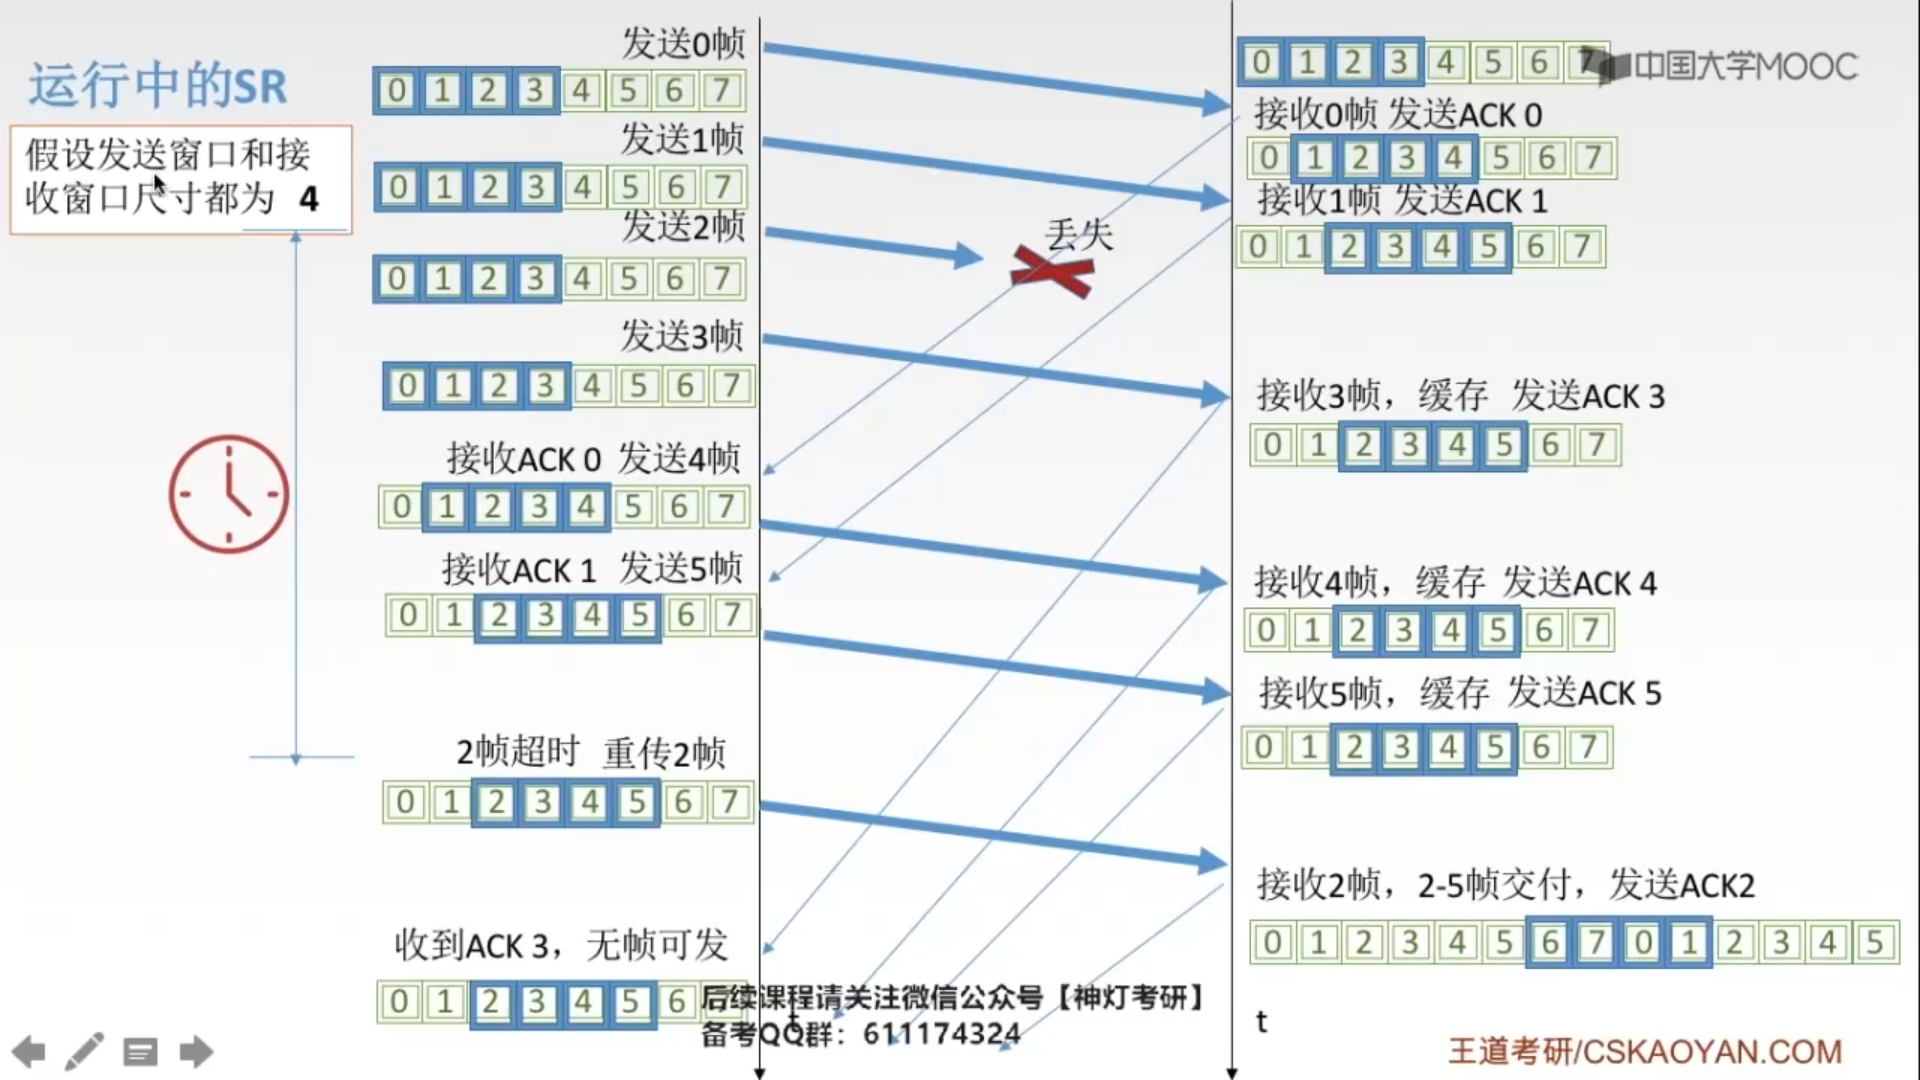 运行中的SR
假设发送窗口和接
收窗口尺寸都为 4
发送0帧
0 1 2 3 4 5 6 7
发送1帧
0 1 2 3 4 5 6 7
发送2帧
0 1 2 3 4 5 6 7
发送3帧
0 1 2 3 4 5 6 7
接收ACK 0 发送4帧
0 1 2 3 4 5 6 7
接收ACK 1 发送5帧
0 1 2 3 4 5 6 7
2帧超时 重传2帧
0 1 2 3 4 5 6 7
收到ACK 3，无帧可发
0 1 2 3 4 5 6
丢失
0 1 2 3 4 5 6 7
中国大学MOOC
接收0帧 发送ACK 0
0 1 2 3 4 5 6 7
接收1帧 发送ACK 1
0 1 2 3 4 5 6 7
接收3帧，缓存 发送ACK 3
0 1 2 3 4 5 6 7
接收4帧，缓存 发送ACK 4
0 1 2 3 4 5 6 7
接收5帧，缓存 发送ACK 5
0 1 2 3 4 5 6 7
接收2帧，2-5帧交付，发送ACK2
0 1 2 3 4 5 6 7 0 1 2 3 4 5
后续课程请关注微信公众号【神灯考研】
备考QQ群：611174324
t
t
王道考研/CSKAOYAN.COM